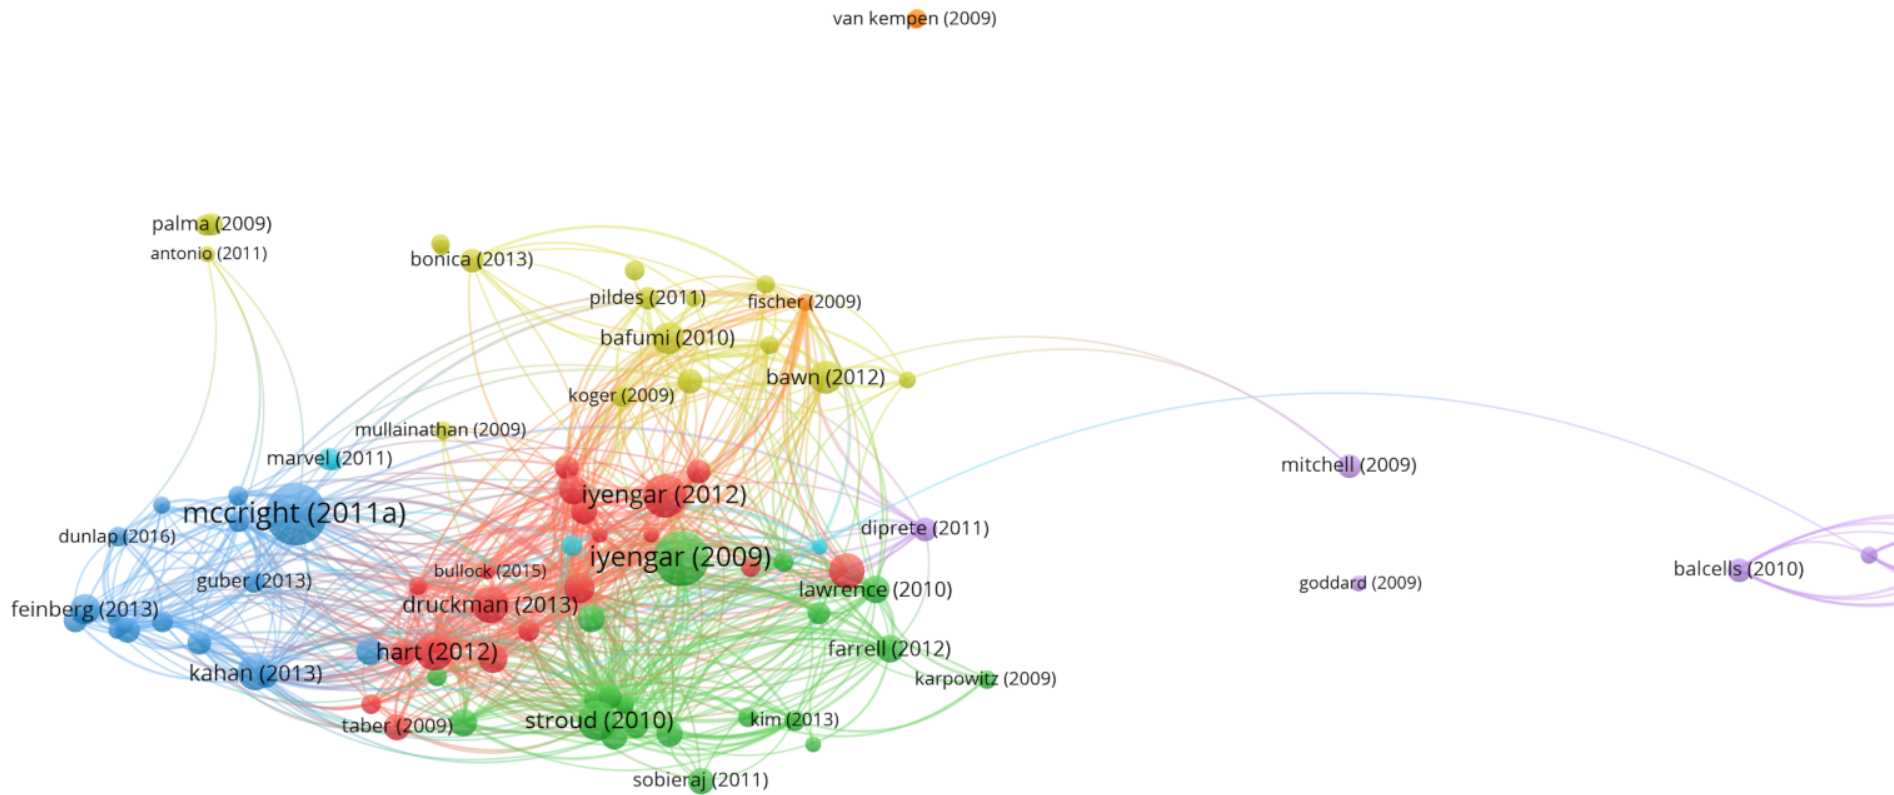 van kempen (2009)
palma (2009)
antonio (2011)
bonica (2013)
pildes (2011)
fischer (2009)
bafumi (2010)
bawn (2012)
koger (2009)
mullainathan (2009)
marvel (2011)
mitchell (2009)
iyengar (2012)
mccright (2011a)
diprete (2011)
dunlap (2016)
iyengar (2009)
bullock (2015)
balcells (2010)
guber (2013)
goddard (2009)
lawrence (2010)
druckman (2013)
feinberg (2013)
farrell (2012)
hart (2012)
kahan (2013)
karpowitz (2009)
stroud (2010)
kim (2013)
taber (2009)
sobieraj (2011)